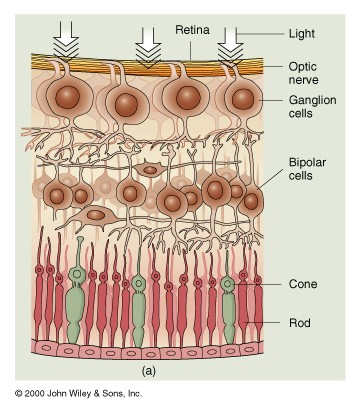 Retina
Light
Optic
nerve
Ganglion
cells
Bipolar
cells
Cone
Rod
(a)
© 2000 John Wiley & Sons, Inc.